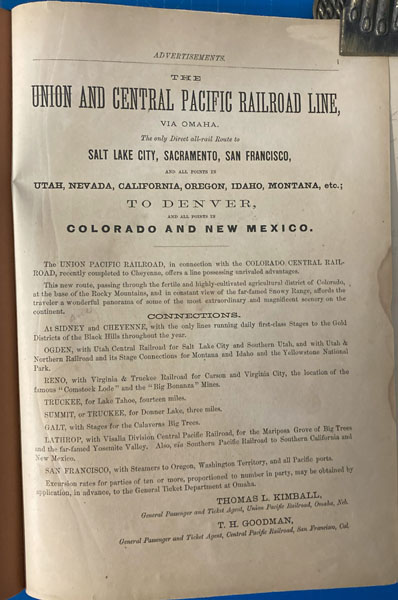 ADVERTISEMENTS. 1
THE
UNION AND CENTRAL PACIFIC RAILROAD LINE,
VIA OMAHA.
The only Direct all-rail Route to
SALT LAKE CITY, SACRAMENTO, SAN FRANCISCO,
AND ALL POINTS IN
UTAH, NEVADA, CALIFORNIA, OREGON, IDAHO, MONTANA, etc.;
TO DENVER,
AND ALL POINTS IN
COLORADO AND NEW MEXICO.
The UNION PACIFIC RAILROAD, in connection with the COLORADO CENTRAL RAIL-
ROAD, recently completed to Cheyenne, offers a line possessing unrivaled advantages.
This new route, passing through the fertile and highly-cultivated agricultural district of Colorado,
at the base of the Rocky Mountains, and in constant view of the far-famed Snowy Range, affords the
traveler a wonderful panorama of some of the most extraordinary and magnificent scenery on the
continent.
CONNECTIONS.
At SIDNEY and CHEYENNE, with the only lines running daily first-class Stages to the Gold
Districts of the Black Hills throughout the year.
OGDEN, with Utah Central Railroad for Salt Lake City and Southern Utah, and with Utah &
Northern Railroad and its Stage Connections for Montana and Idaho and the Yellowstone National
Park.
RENO, with Virginia & Truckee Railroad for Carson and Virginia City, the location of the
famous "Comstock Lode" and the "Big Bonanza" Mines.
TRUCKEE, for Lake Tahoe, fourteen miles.
SUMMIT, or TRUCKEE, for Donner Lake, three miles.
GALT, with Stages for the Calaveras Big Trees.
LATHROP, with Visalia Division Central Pacific Railroad, for the Mariposa Grove of Big Trees
and the far-famed Yosemite Valley. Also, via Southern Pacific Railroad to Southern California and
New Mexico.
SAN FRANCISCO, with Steamers to Oregon, Washington Territory, and all Pacific ports.
Excursion rates for parties of ten or more, proportioned to number in party, may be obtained by
application, in advance, to the General Ticket Department at Omaha.
THOMAS L. KIMBALL,
General Passenger and Ticket Agent, Union Pacific Railroad, Omaha, Neb.
T. H. GOODMAN,
General Passenger and Ticket Agent, Central Pacific Railroad, San Francisco, Cal.